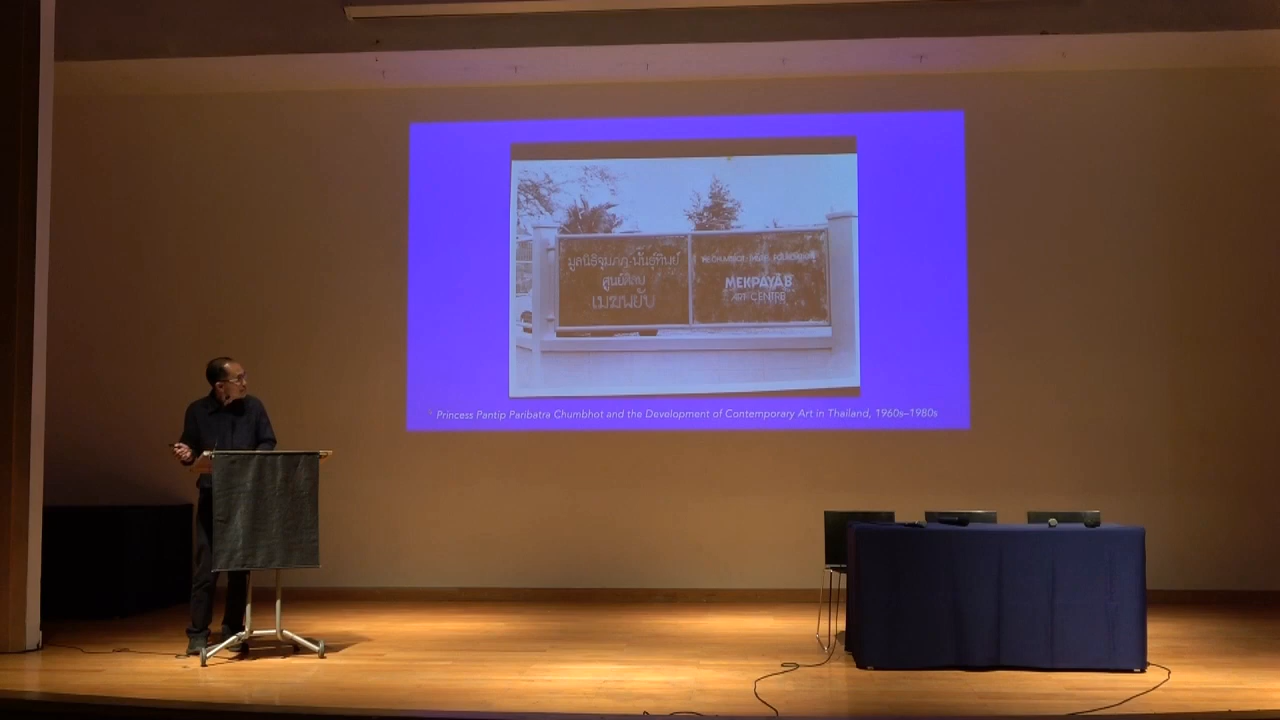 มูลนิธิจุมภฏ-พันธุ์ทิพย์
ศูนย์ศิลป
เมฆพยับ
MEKPAYAB
ART CENTRE
Princess Pantip Paribatra Chumbhot and the Development of Contemporary Art in Thailand, 1960s–1980s